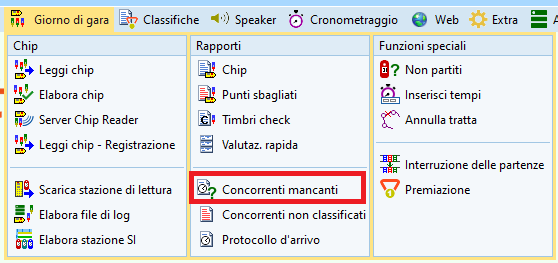 Giorno di gara
Classifiche
Speaker
Cronometraggio
Web
Extra
Chip
Leggi chip
Elabora chip
Server Chip Reader
Leggi chip - Registrazione
Scarica stazione di lettura
Elabora file di log
Elabora stazione SI
Rapporti
Chip
Punti sbagliati
Timbri check
Valutaz. rapida
Concorrenti mancanti
Concorrenti non classificati
Protocollo d'arrivo
Funzioni speciali
Non partiti
Inserisci tempi
Annulla tratta
Interruzione delle partenze
Premiazione